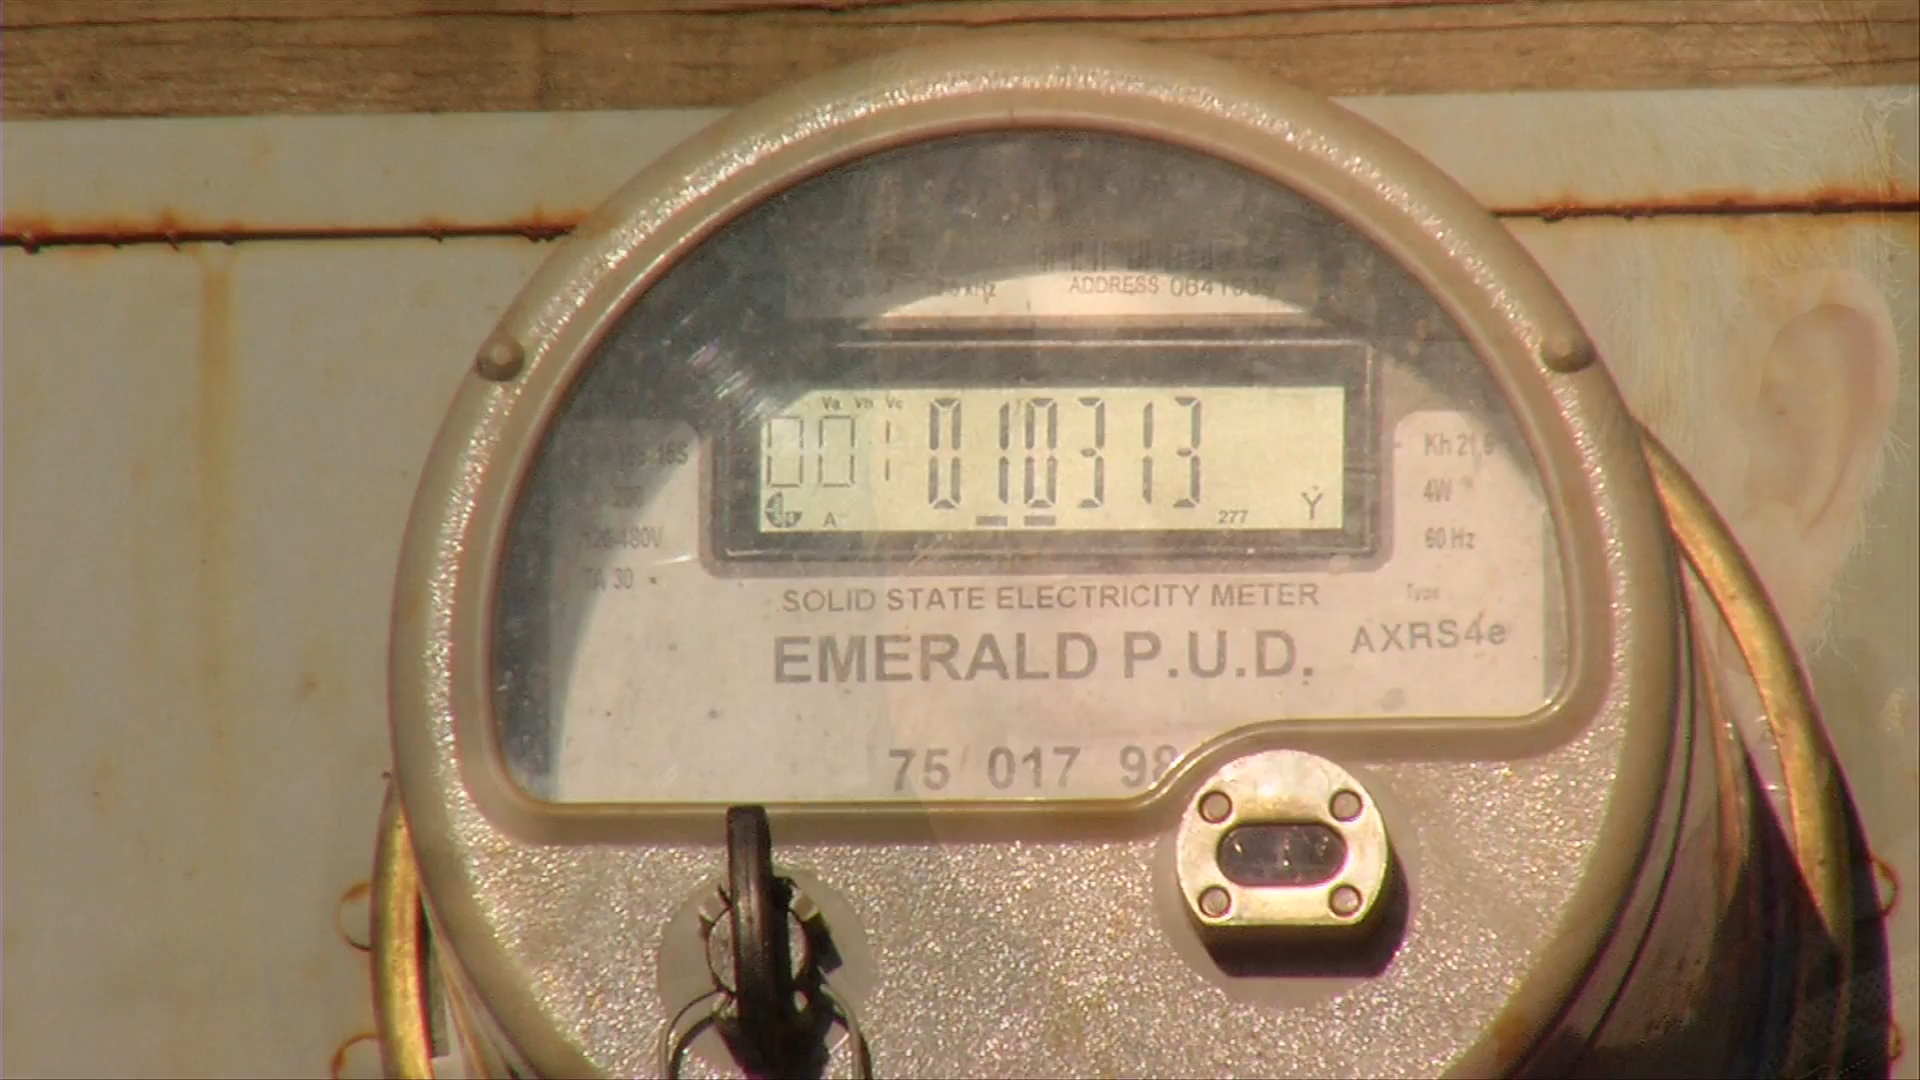 ADDRESS
Va Vb Vc
001 010313
A 277 Y
Kh 21.6
4W
60 Hz
120-480V
TA 30
SOLID STATE ELECTRICITY METER
Type
EMERALD P.U.D. AXRS4e
75 017 98